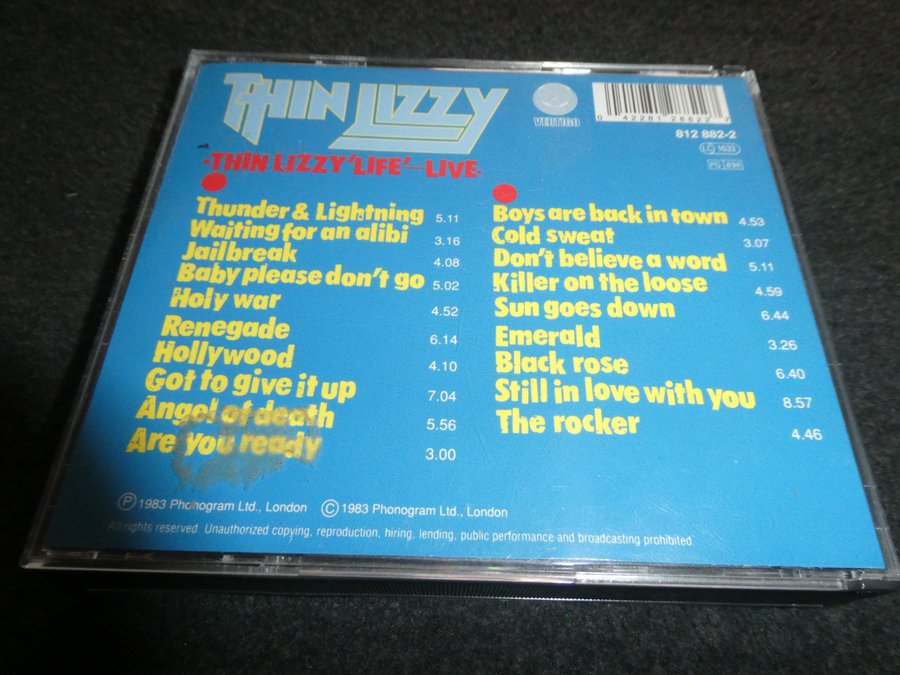 THIN LIZZY
VERTIGO
0 42281 28822 7
812 882-2
LC 1633
PG 898
·THIN LIZZY 'LIFE'—LIVE·
Thunder & Lightning 5.11
Waiting for an alibi 3.16
Jailbreak 4.08
Baby please don't go 5.02
Holy war 4.52
Renegade 6.14
Hollywood 4.10
Got to give it up 7.04
Angel of death 5.56
Are you ready 3.00
Boys are back in town 4.53
Cold sweat 3.07
Don't believe a word 5.11
Killer on the loose 4.59
Sun goes down 6.44
Emerald 3.26
Black rose 6.40
Still in love with you 8.57
The rocker 4.46
Ⓟ 1983 Phonogram Ltd., London © 1983 Phonogram Ltd., London
All rights reserved. Unauthorized copying, reproduction, hiring, lending, public performance and broadcasting prohibited.